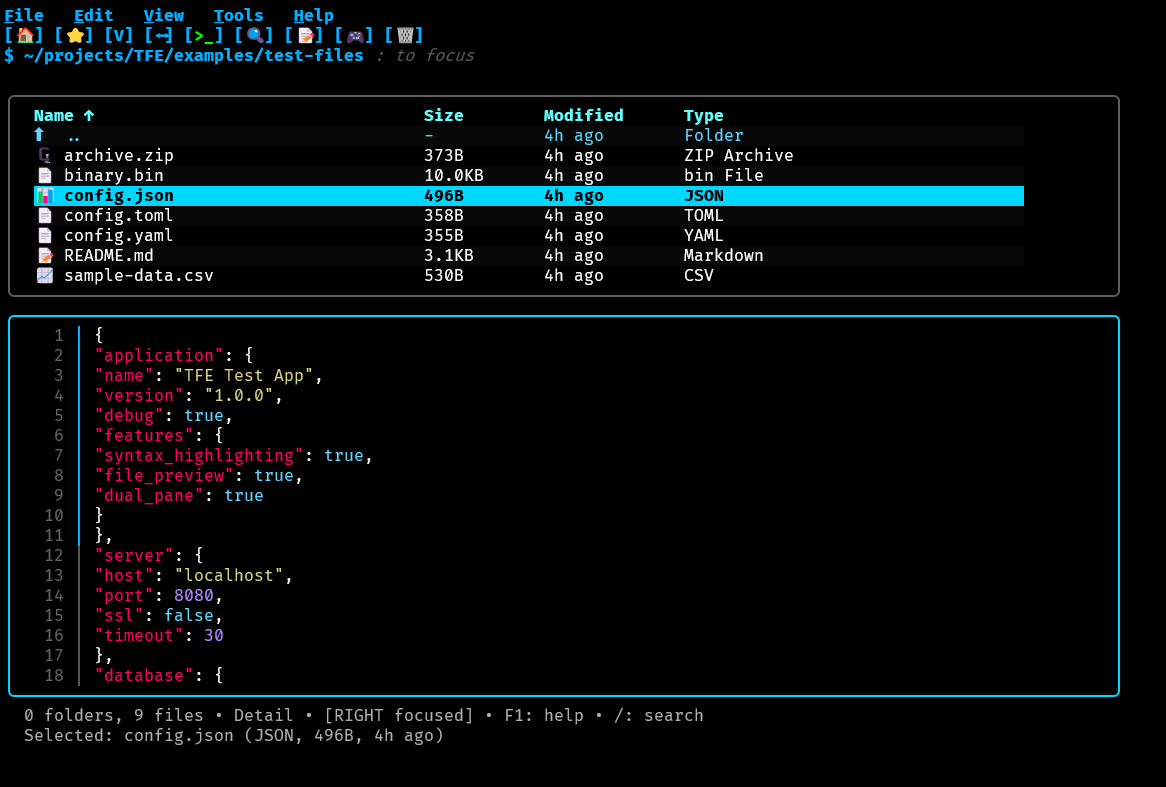 File Edit View Tools Help
[🏠] [⭐] [V] [↔] [>_] [🔍] [📝] [🎮] [🗑]
$ ~/projects/TFE/examples/test-files : to focus
Name ↑ Size Modified Type
⬆ .. – 4h ago Folder
archive.zip 373B 4h ago ZIP Archive
binary.bin 10.0KB 4h ago bin File
config.json 496B 4h ago JSON
config.toml 358B 4h ago TOML
config.yaml 355B 4h ago YAML
README.md 3.1KB 4h ago Markdown
sample-data.csv 530B 4h ago CSV
1 {
2 "application": {
3 "name": "TFE Test App",
4 "version": "1.0.0",
5 "debug": true,
6 "features": {
7 "syntax_highlighting": true,
8 "file_preview": true,
9 "dual_pane": true
10 }
11 },
12 "server": {
13 "host": "localhost",
14 "port": 8080,
15 "ssl": false,
16 "timeout": 30
17 },
18 "database": {
0 folders, 9 files • Detail • [RIGHT focused] • F1: help • /: search
Selected: config.json (JSON, 496B, 4h ago)